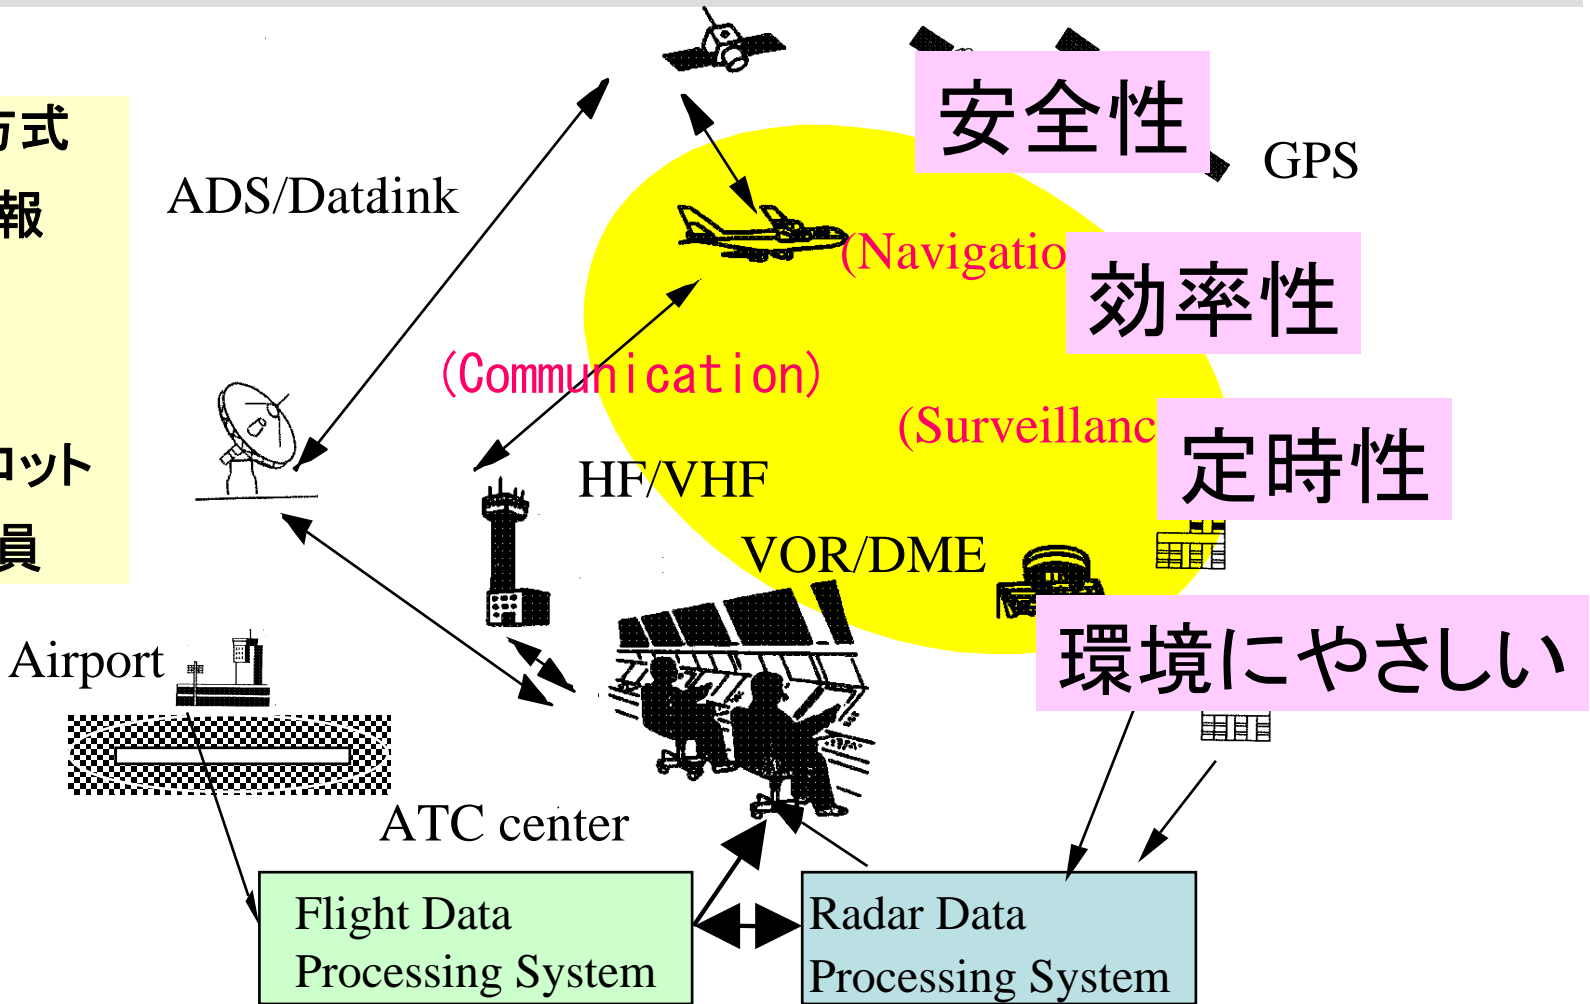 方式
報
ロット
員
ADS/Datalink
安全性
GPS
(Navigatio
効率性
(Communication)
(Surveillanc
定時性
HF/VHF
VOR/DME
環境にやさしい
Airport
ATC center
Flight Data
Processing System
Radar Data
Processing System